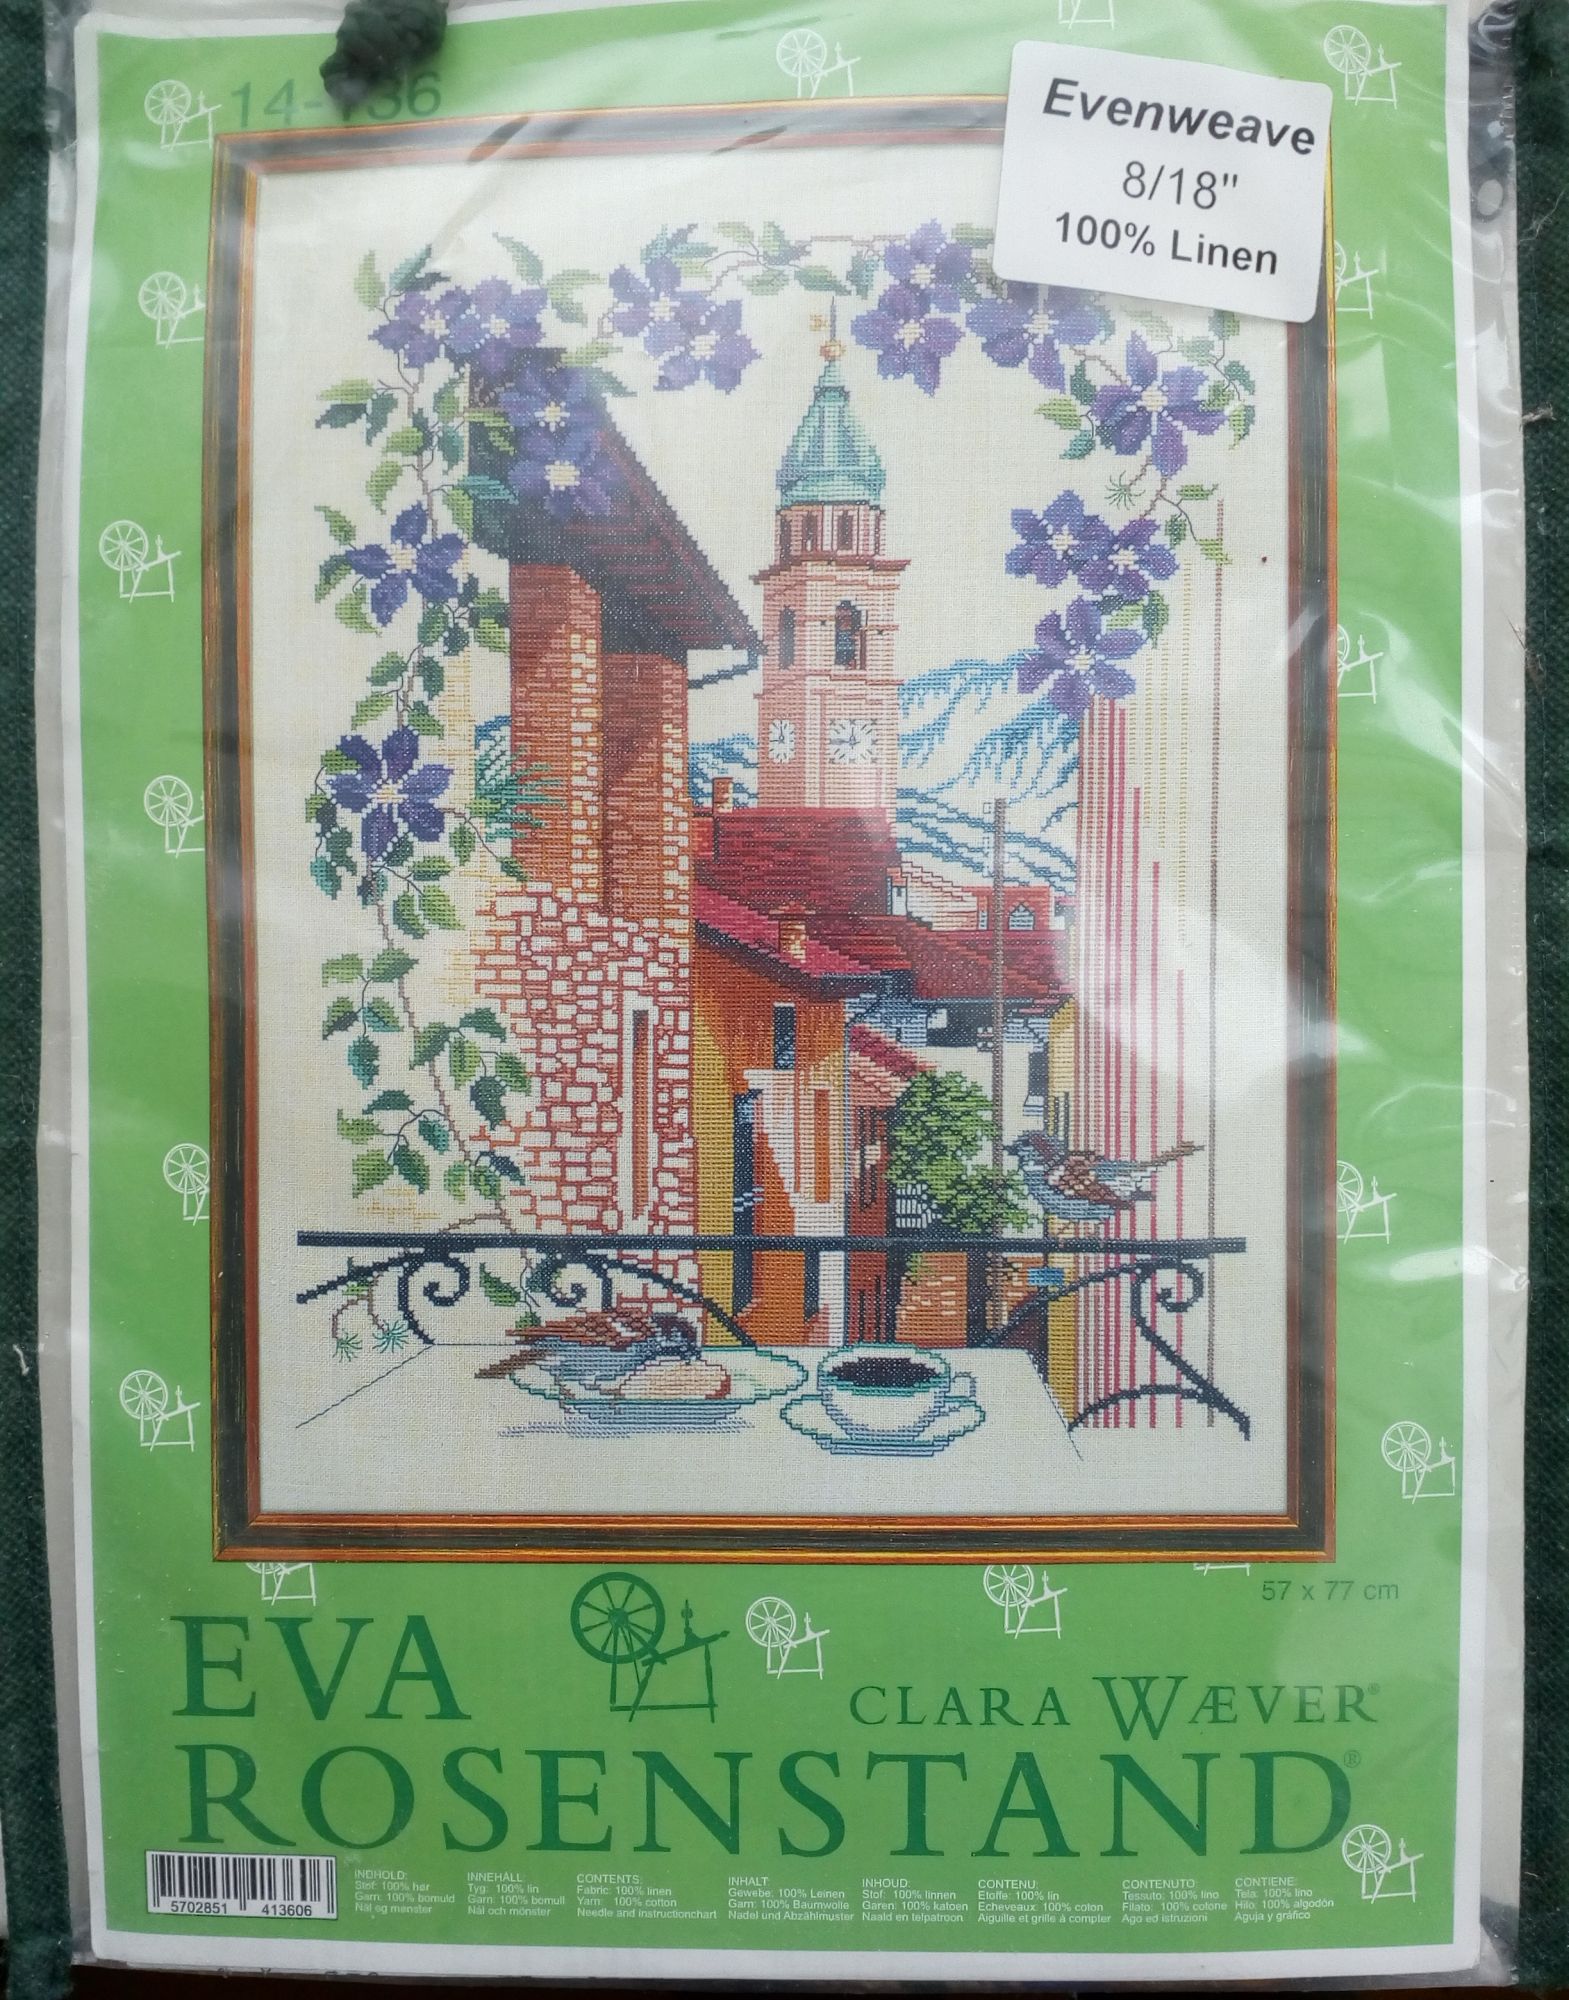 Evenweave
8/18"
100% Linen
57 x 77 cm
EVA
CLARA WÆVER®
ROSENSTAND®
5702851 413606
INDHOLD:
Stof: 100% hør
Garn: 100% bomuld
Nål og mønster
INNEHÅLL:
Tyg: 100% lin
Garn: 100% bomull
Nål och mönster
CONTENTS:
Fabric: 100% linen
Yarn: 100% cotton
Needle and instructionchart
INHALT:
Gewebe: 100% Leinen
Garn: 100% Baumwolle
Nadel und Abzählmuster
INHOUD:
Stof: 100% linnen
Garen: 100% katoen
Naald en telpatroon
CONTENU:
Etoffe: 100% lin
Echeveaux: 100% coton
Aiguille et grille à compter
CONTENUTO:
Tessuto: 100% lino
Filato: 100% cotone
Ago ed istruzioni
CONTIENE:
Tela: 100% lino
Hilo: 100% algodón
Aguja y gráfico